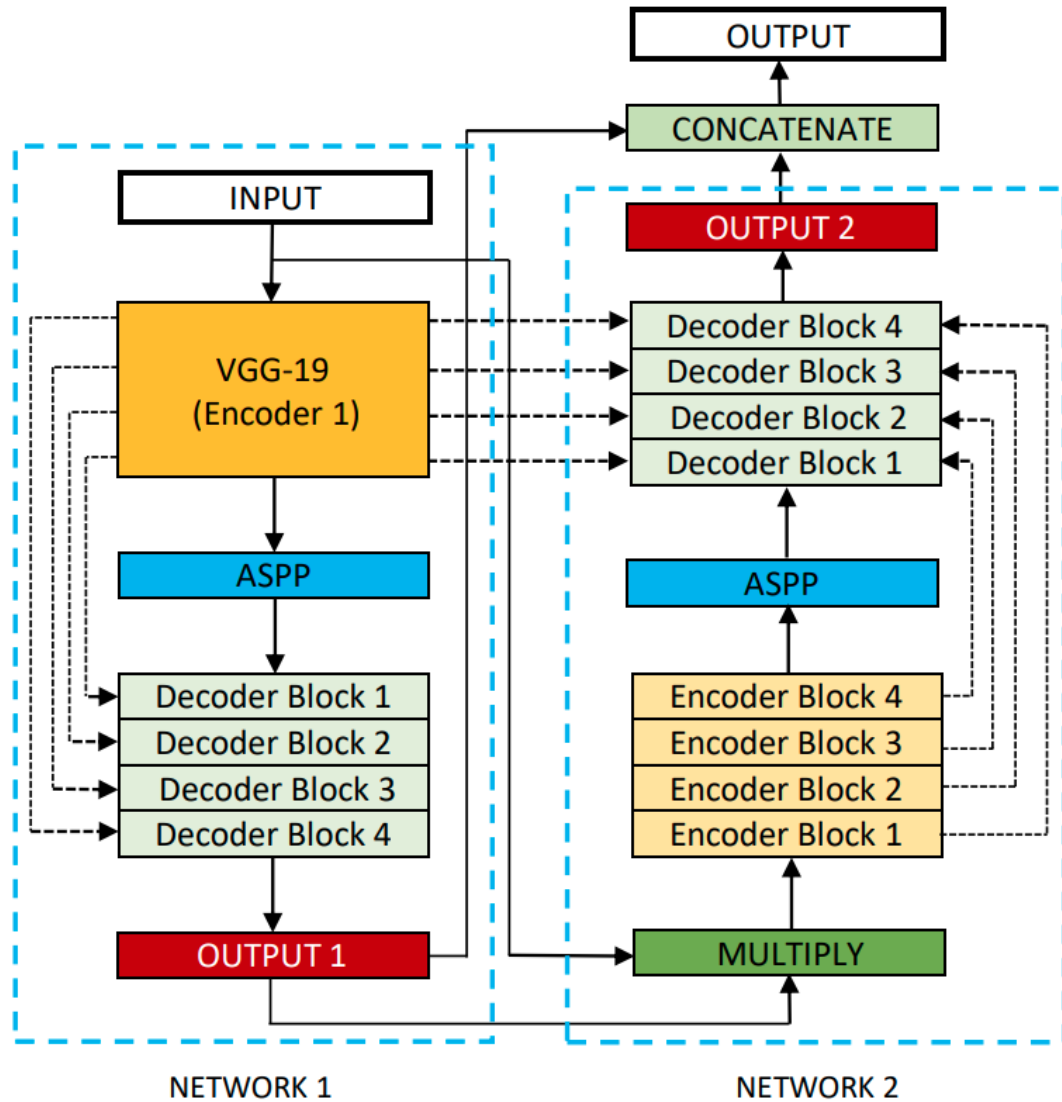 OUTPUT
CONCATENATE
INPUT
OUTPUT 2
VGG-19
(Encoder 1)
Decoder Block 4
Decoder Block 3
Decoder Block 2
Decoder Block 1
ASPP
ASPP
Decoder Block 1
Decoder Block 2
Decoder Block 3
Decoder Block 4
Encoder Block 4
Encoder Block 3
Encoder Block 2
Encoder Block 1
OUTPUT 1
MULTIPLY
NETWORK 1
NETWORK 2